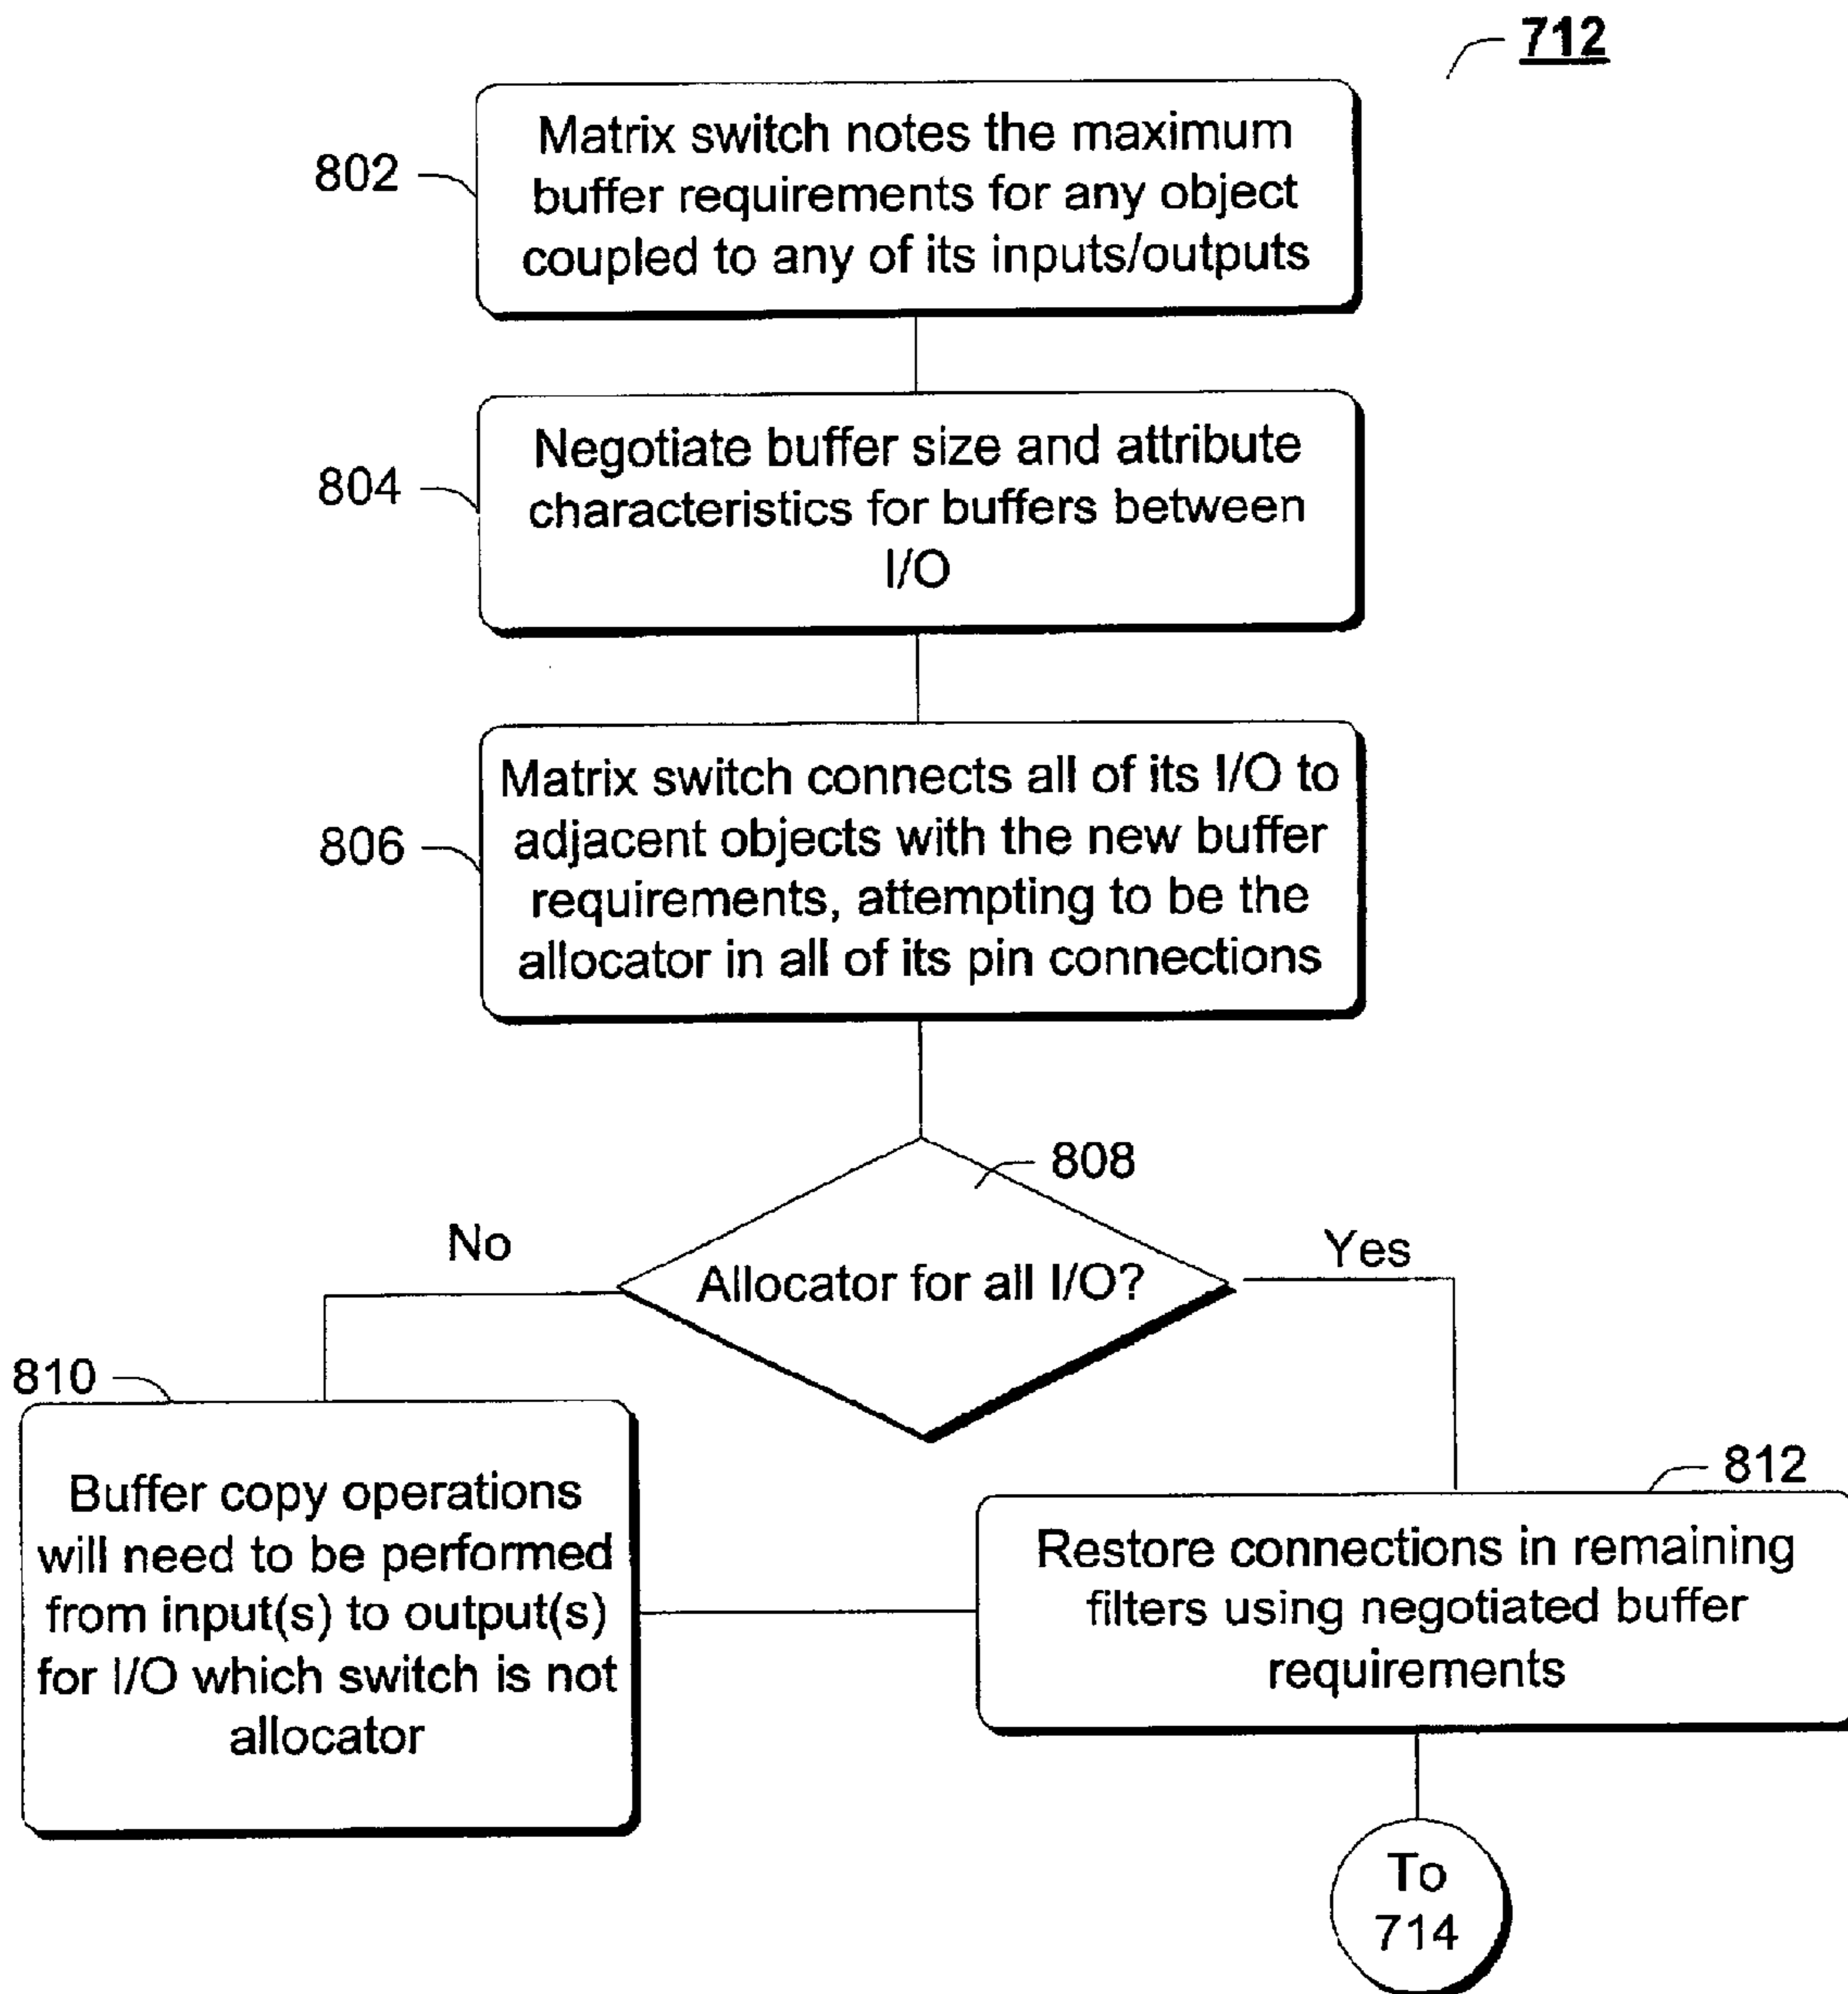 712
802
Matrix switch notes the maximum
buffer requirements for any object
coupled to any of its inputs/outputs
804
Negotiate buffer size and attribute
characteristics for buffers between
I/O
806
Matrix switch connects all of its I/O to
adjacent objects with the new buffer
requirements, attempting to be the
allocator in all of its pin connections
808
No
Allocator for all I/O?
Yes
810
Buffer copy operations
will need to be performed
from input(s) to output(s)
for I/O which switch is not
allocator
812
Restore connections in remaining
filters using negotiated buffer
requirements
To
714